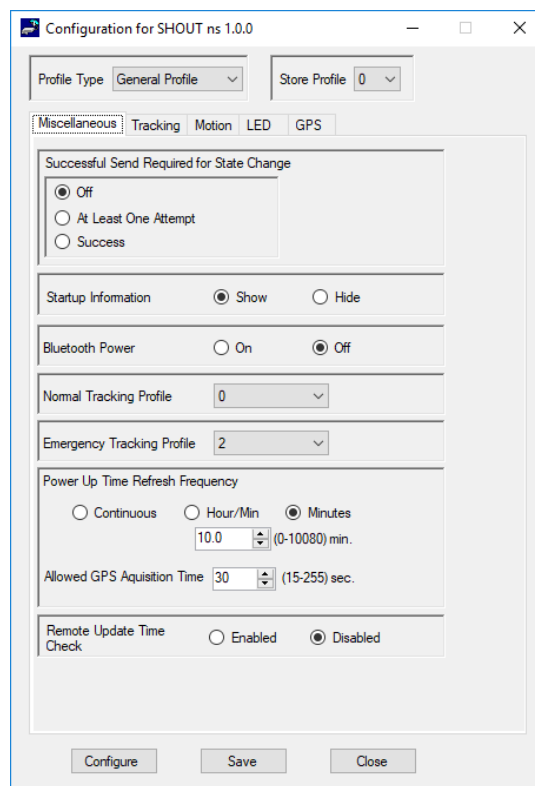 Configuration for SHOUT ns 1.0.0
Profile Type General Profile Store Profile 0
Miscellaneous Tracking Motion LED GPS
Successful Send Required for State Change
Off
At Least One Attempt
Success
Startup Information Show Hide
Bluetooth Power On Off
Normal Tracking Profile 0
Emergency Tracking Profile 2
Power Up Time Refresh Frequency
Continuous Hour/Min Minutes
10.0 (0-10080) min.
Allowed GPS Aquisition Time 30 (15-255) sec.
Remote Update Time
Check Enabled Disabled
Configure Save Close